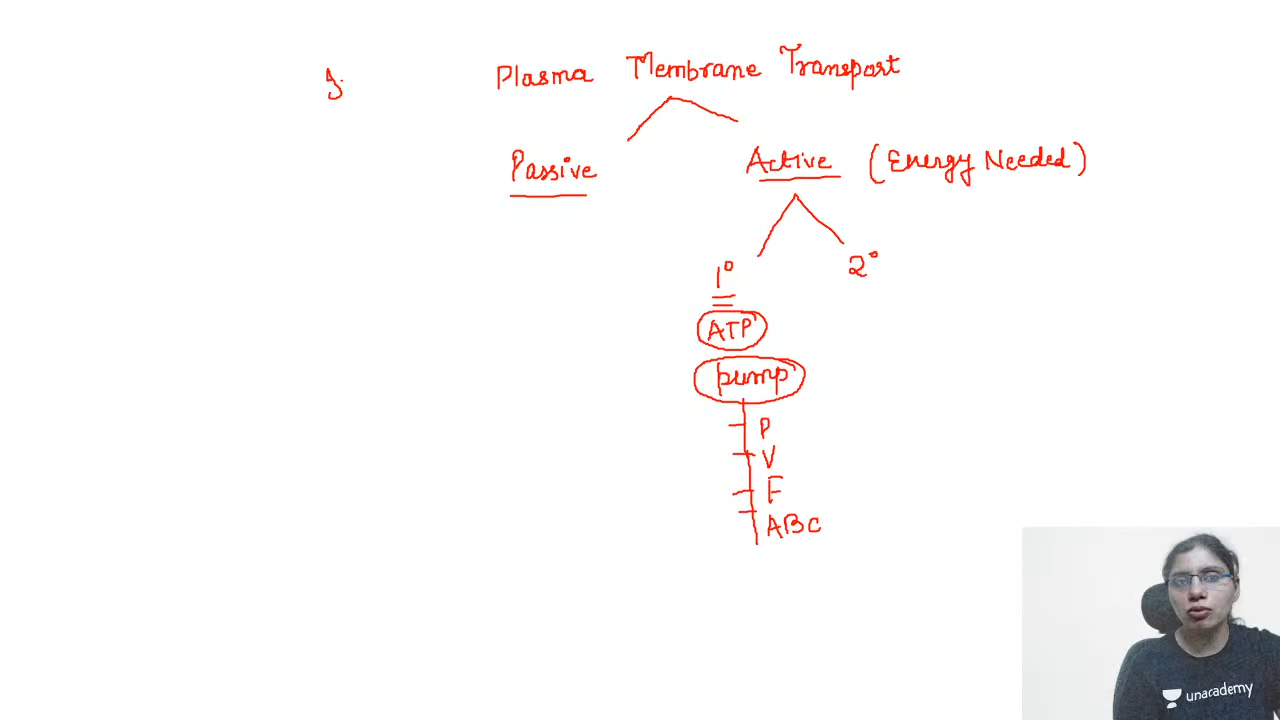 Plasma Membrane Transport
Passive
Active (Energy Needed)
1° 2°
ATP
pump
P
V
F
ABC
unacademy